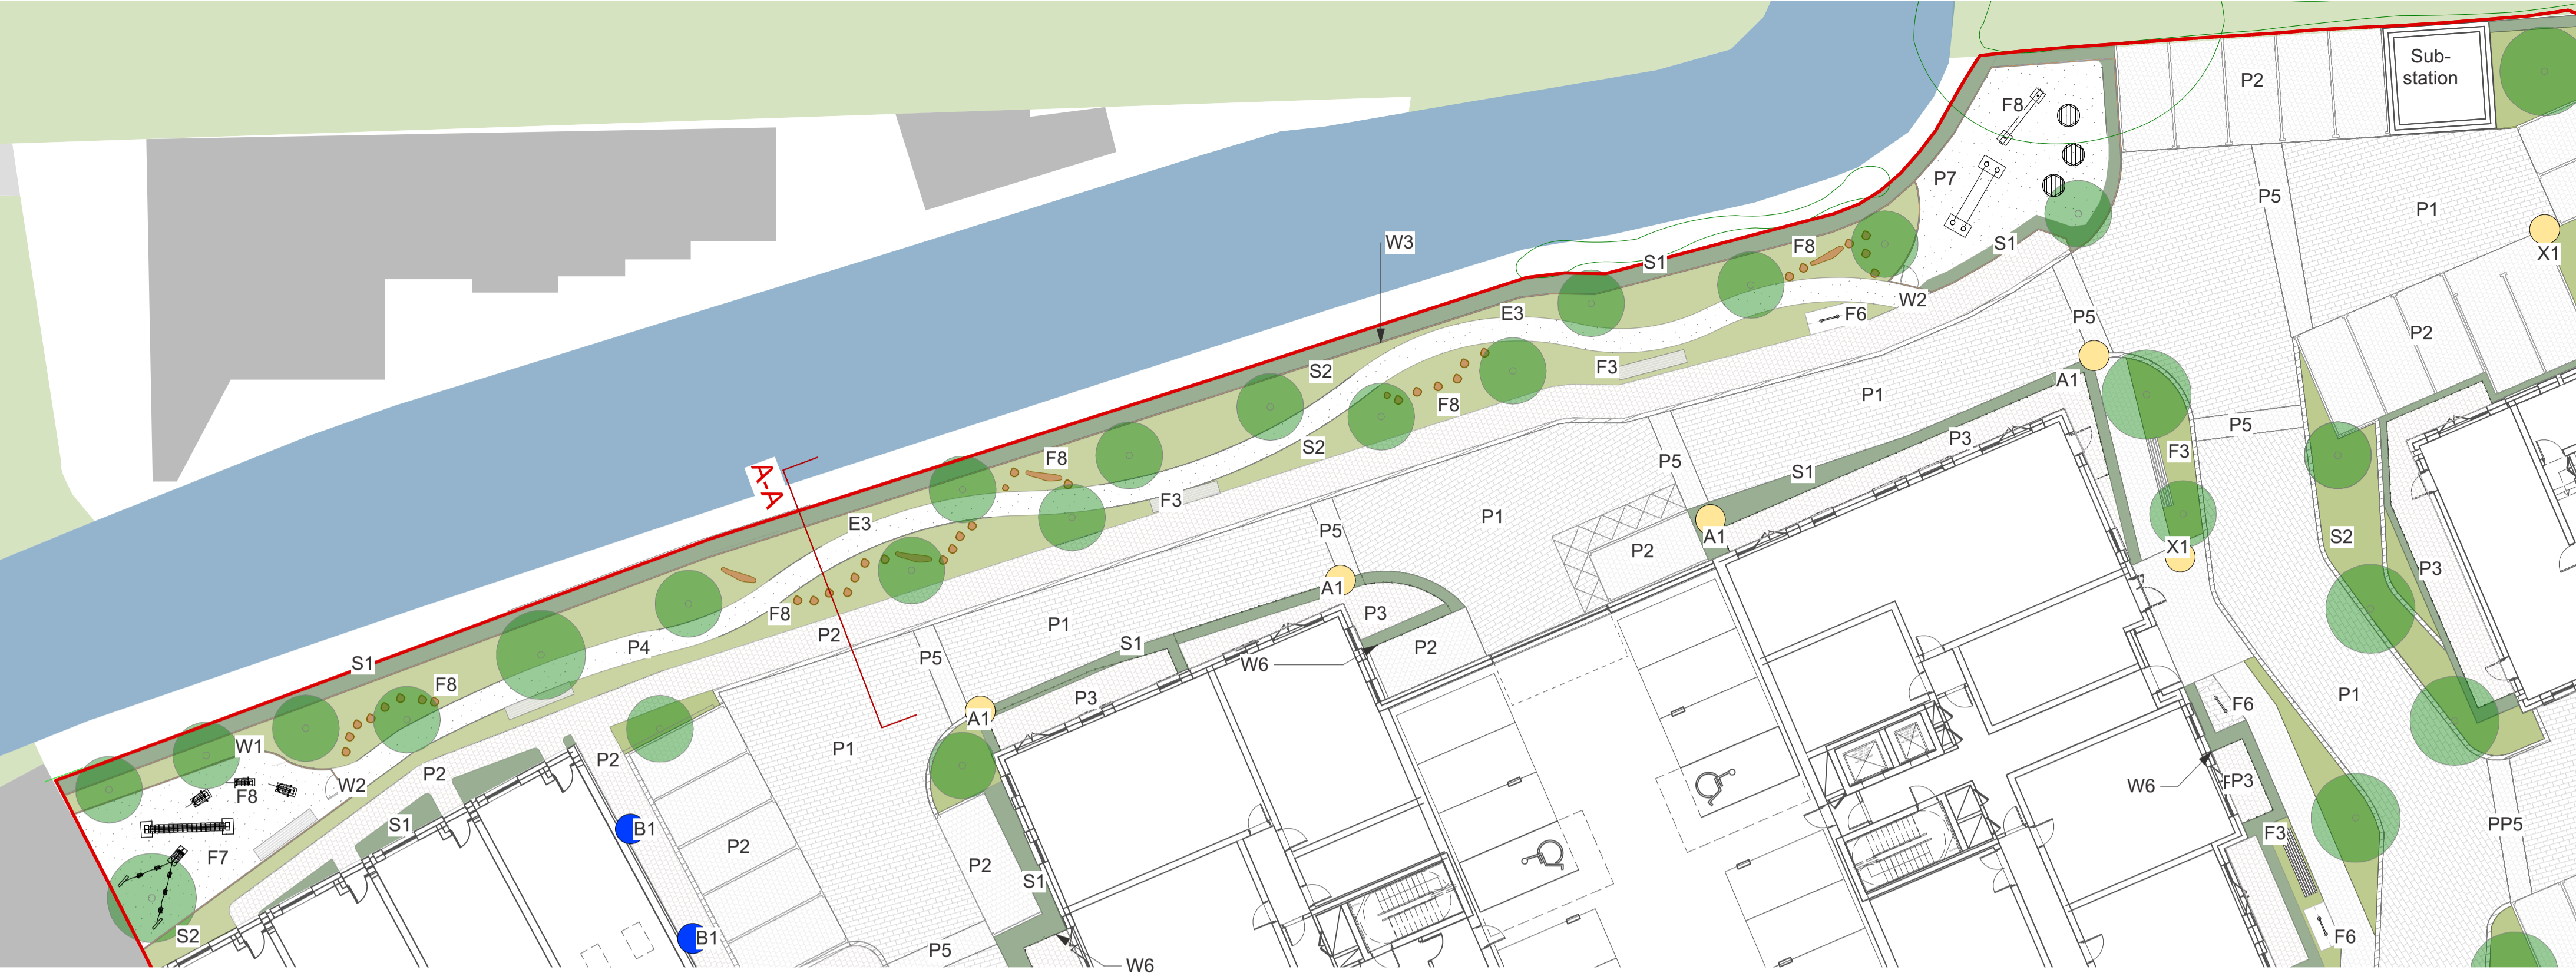 Sub-
station
P2
F8
P7
P5
P1
X1
W3
S1
F8
S1
W2
E3
F6
P5
P2
S2
F3
A1
P1
F8
S2
P5
P3
F3
F8
P5
S1
A-A
F3
P1
A1
P2
X1
S2
E3
P5
P3
F8
A1
P3
P2
P4
P1
S1
W6
P2
S1
F8
P5
P3
P1
F6
W1
A1
P1
W2
P2
P2
F8
W6
FP3
S1
B1
P2
F7
P2
S1
F3
PP5
S2
B1
P5
W6
F6